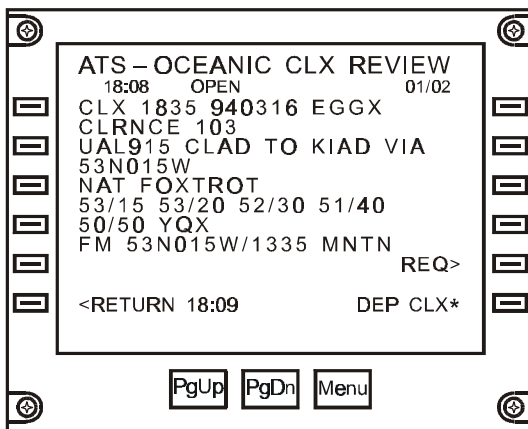 ATS – OCEANIC CLX REVIEW
18:08 OPEN 01/02
CLX 1835 940316 EGGX
CLRNCE 103
UAL915 CLAD TO KIAD VIA
53N015W
NAT FOXTROT
53/15 53/20 52/30 51/40
50/50 YQX
FM 53N015W/1335 MNTN
REQ>
<RETURN 18:09 DEP CLX*
PgUp PgDn Menu